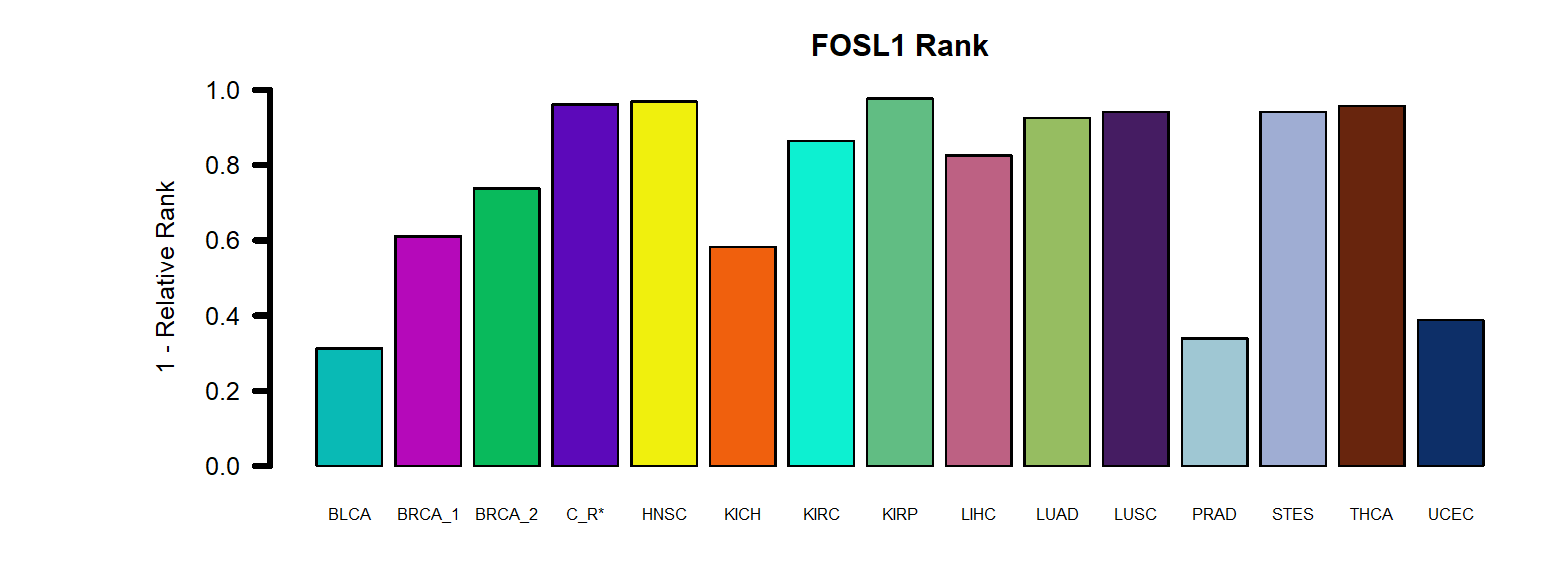 FOSL1 Rank
1 - Relative Rank
1.0
0.8
0.6
0.4
0.2
0.0
BLCA BRCA_1 BRCA_2 C_R* HNSC KICH KIRC KIRP LIHC LUAD LUSC PRAD STES THCA UCEC